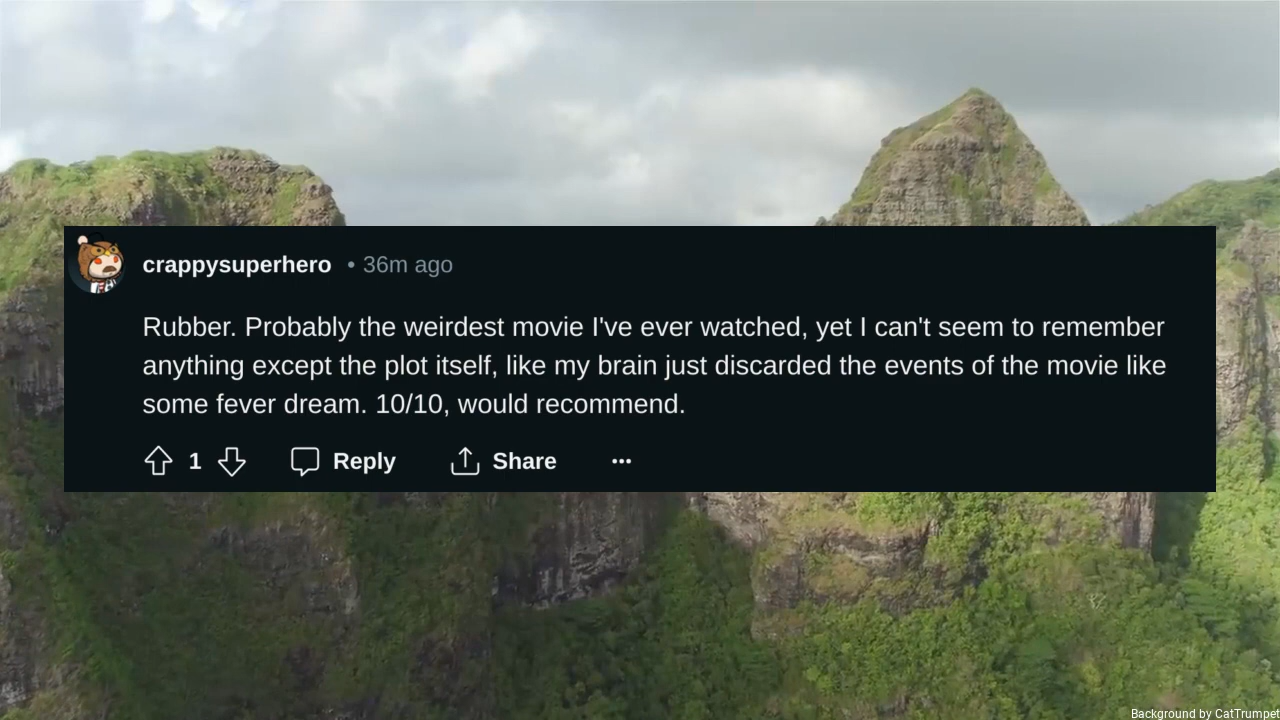 crappysuperhero • 36m ago
Rubber. Probably the weirdest movie I've ever watched, yet I can't seem to remember
anything except the plot itself, like my brain just discarded the events of the movie like
some fever dream. 10/10, would recommend.
1 Reply Share ...
Background by CatTrumpet